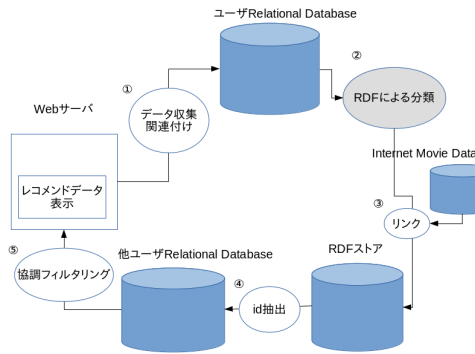 ユーザRelational Database
②
①
RDFによる分類
データ収集
関連付け
Webサーバ
Internet Movie Data
レコメンドデータ
表示
③
リンク
⑤
他ユーザRelational Database
RDFストア
協調フィルタリング
④
id抽出